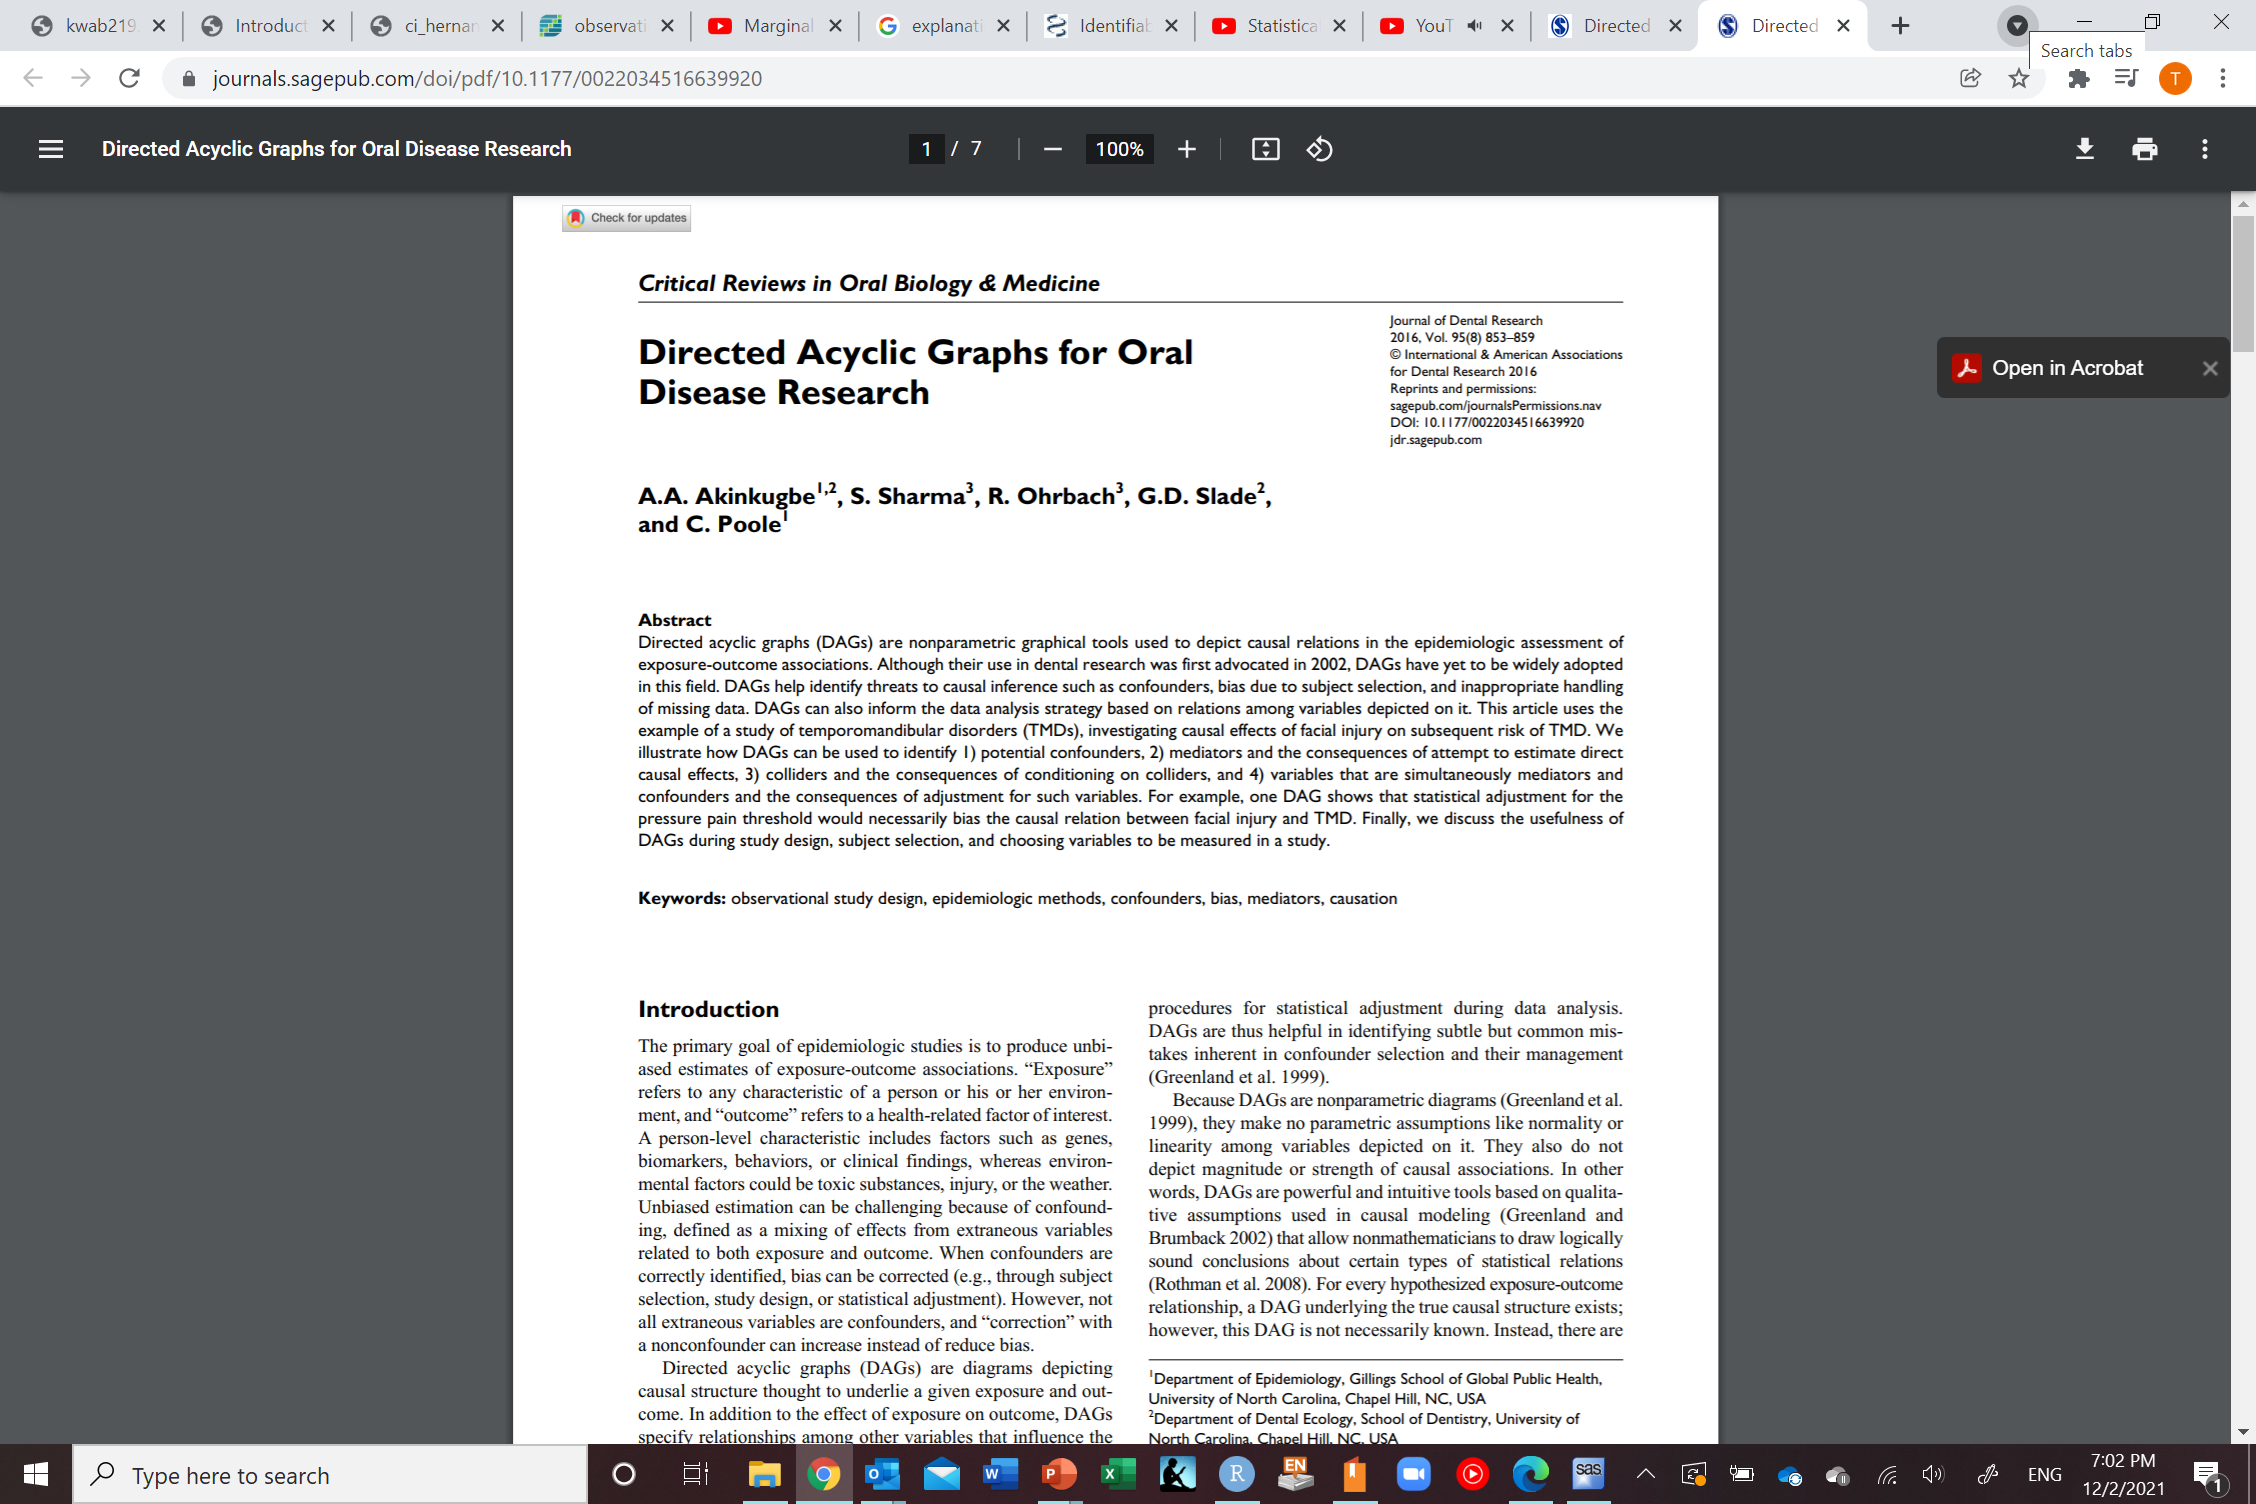 kwab219
Introduct
ci_hernan
observati
Marginal
explanati
Identifiab
Statistica
YouT
Directed
Directed
Search tabs
journals.sagepub.com/doi/pdf/10.1177/0022034516639920
T
Directed Acyclic Graphs for Oral Disease Research
1 / 7
100%
Check for updates
Open in Acrobat
Critical Reviews in Oral Biology & Medicine
Directed Acyclic Graphs for Oral
Disease Research
Journal of Dental Research
2016, Vol. 95(8) 853–859
© International & American Associations
for Dental Research 2016
Reprints and permissions:
sagepub.com/journalsPermissions.nav
DOI: 10.1177/0022034516639920
jdr.sagepub.com
A.A. Akinkugbe1,2, S. Sharma3, R. Ohrbach3, G.D. Slade2,
and C. Poole1
Abstract
Directed acyclic graphs (DAGs) are nonparametric graphical tools used to depict causal relations in the epidemiologic assessment of
exposure-outcome associations. Although their use in dental research was first advocated in 2002, DAGs have yet to be widely adopted
in this field. DAGs help identify threats to causal inference such as confounders, bias due to subject selection, and inappropriate handling
of missing data. DAGs can also inform the data analysis strategy based on relations among variables depicted on it. This article uses the
example of a study of temporomandibular disorders (TMDs), investigating causal effects of facial injury on subsequent risk of TMD. We
illustrate how DAGs can be used to identify 1) potential confounders, 2) mediators and the consequences of attempt to estimate direct
causal effects, 3) colliders and the consequences of conditioning on colliders, and 4) variables that are simultaneously mediators and
confounders and the consequences of adjustment for such variables. For example, one DAG shows that statistical adjustment for the
pressure pain threshold would necessarily bias the causal relation between facial injury and TMD. Finally, we discuss the usefulness of
DAGs during study design, subject selection, and choosing variables to be measured in a study.
Keywords: observational study design, epidemiologic methods, confounders, bias, mediators, causation
Introduction
The primary goal of epidemiologic studies is to produce unbi-
ased estimates of exposure-outcome associations. “Exposure”
refers to any characteristic of a person or his or her environ-
ment, and “outcome” refers to a health-related factor of interest.
A person-level characteristic includes factors such as genes,
biomarkers, behaviors, or clinical findings, whereas environ-
mental factors could be toxic substances, injury, or the weather.
Unbiased estimation can be challenging because of confound-
ing, defined as a mixing of effects from extraneous variables
related to both exposure and outcome. When confounders are
correctly identified, bias can be corrected (e.g., through subject
selection, study design, or statistical adjustment). However, not
all extraneous variables are confounders, and “correction” with
a nonconfounder can increase instead of reduce bias.
Directed acyclic graphs (DAGs) are diagrams depicting
causal structure thought to underlie a given exposure and out-
come. In addition to the effect of exposure on outcome, DAGs
specify relationships among other variables that influence the
procedures for statistical adjustment during data analysis.
DAGs are thus helpful in identifying subtle but common mis-
takes inherent in confounder selection and their management
(Greenland et al. 1999).
Because DAGs are nonparametric diagrams (Greenland et al.
1999), they make no parametric assumptions like normality or
linearity among variables depicted on it. They also do not
depict magnitude or strength of causal associations. In other
words, DAGs are powerful and intuitive tools based on qualita-
tive assumptions used in causal modeling (Greenland and
Brumback 2002) that allow nonmathematicians to draw logically
sound conclusions about certain types of statistical relations
(Rothman et al. 2008). For every hypothesized exposure-outcome
relationship, a DAG underlying the true causal structure exists;
however, this DAG is not necessarily known. Instead, there are
1Department of Epidemiology, Gillings School of Global Public Health,
University of North Carolina, Chapel Hill, NC, USA
2Department of Dental Ecology, School of Dentistry, University of
North Carolina, Chapel Hill, NC, USA
Type here to search
EN
sas
ENG
7:02 PM
12/2/2021
1